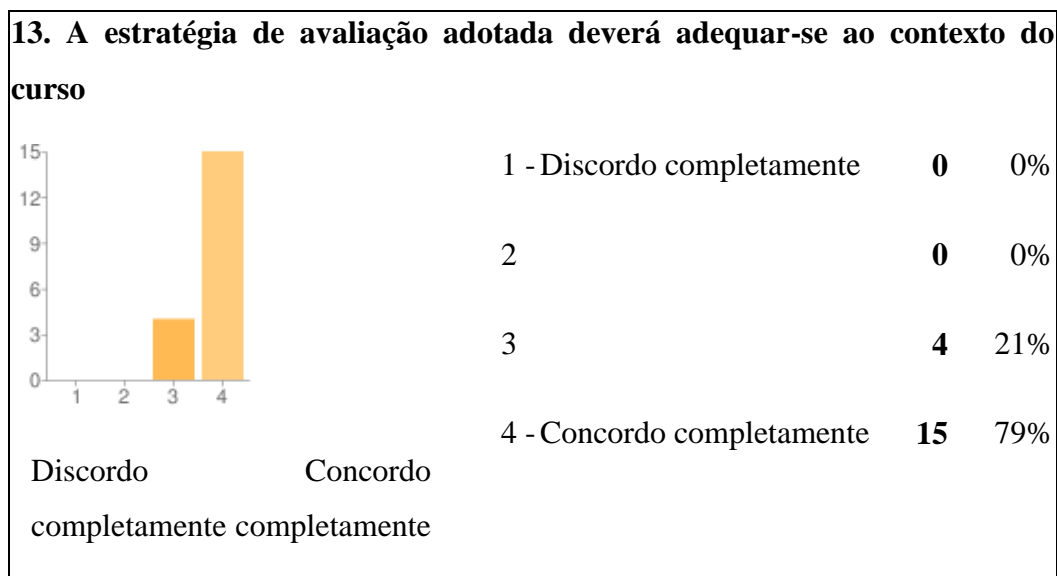 13. A estratégia de avaliação adotada deverá adequar-se ao contexto do
curso
15
12
9
6
3
0
1 2 3 4
Discordo Concordo
completamente completamente
1 - Discordo completamente 0 0%
2 0 0%
3 4 21%
4 - Concordo completamente 15 79%